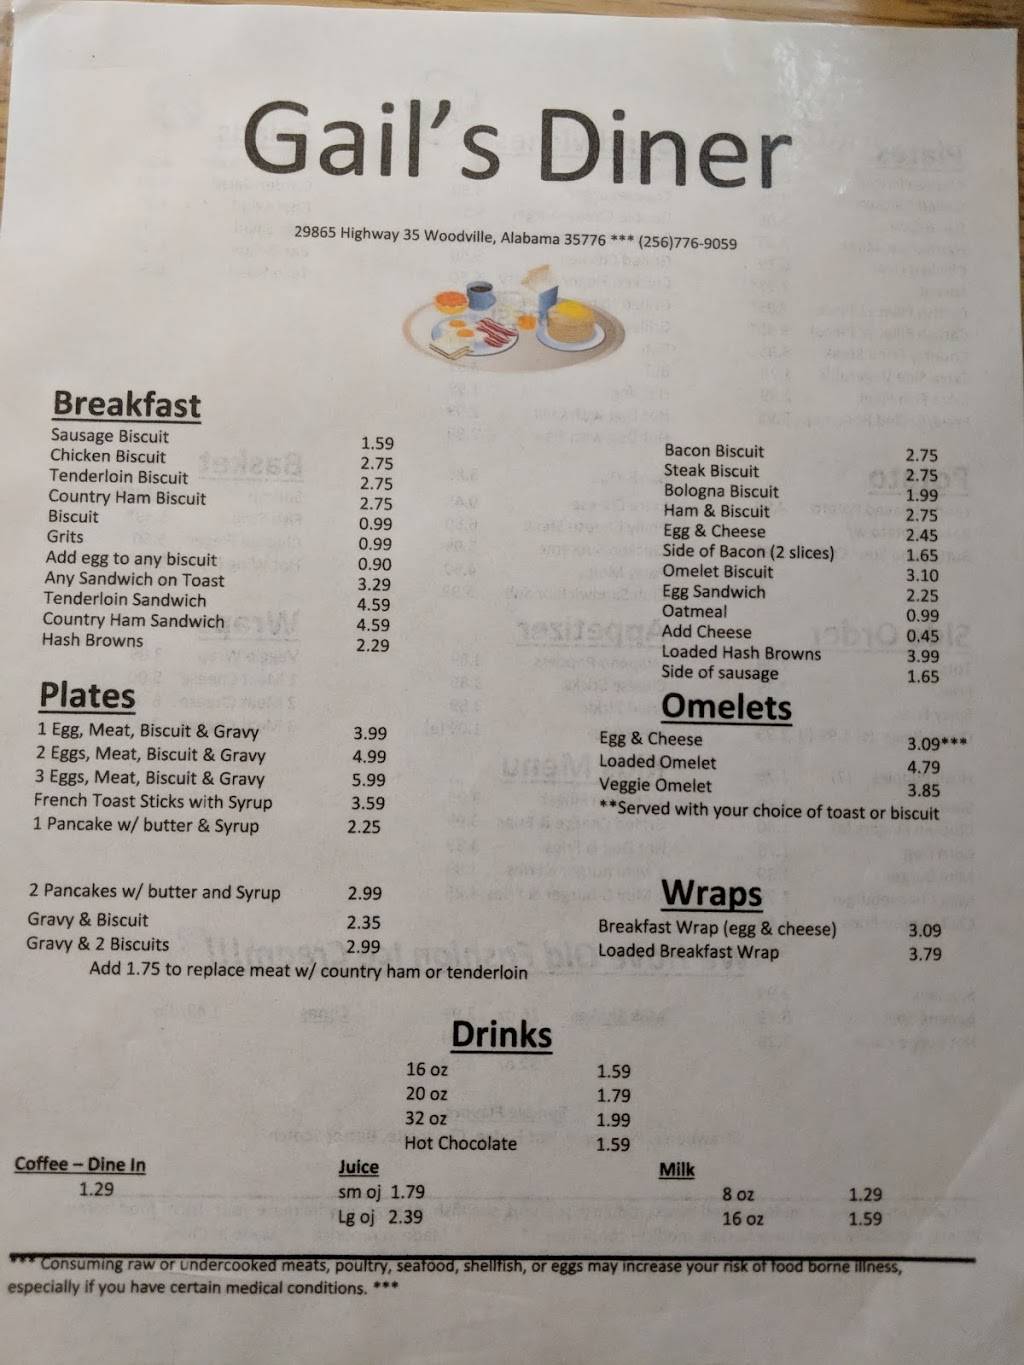 Gail's Diner
29865 Highway 35 Woodville, Alabama 35776 *** (256)776-9059
Breakfast
Sausage Biscuit 1.59
Chicken Biscuit 2.75
Tenderloin Biscuit 2.75
Country Ham Biscuit 2.75
Biscuit 0.99
Grits 0.99
Add egg to any biscuit 0.90
Any Sandwich on Toast 3.29
Tenderloin Sandwich 4.59
Country Ham Sandwich 4.59
Hash Browns 2.29
Bacon Biscuit 2.75
Steak Biscuit 2.75
Bologna Biscuit 1.99
Ham & Biscuit 2.75
Egg & Cheese 2.45
Side of Bacon (2 slices) 1.65
Omelet Biscuit 3.10
Egg Sandwich 2.25
Oatmeal 0.99
Add Cheese 0.45
Loaded Hash Browns 3.99
Side of sausage 1.65
Plates
1 Egg, Meat, Biscuit & Gravy 3.99
2 Eggs, Meat, Biscuit & Gravy 4.99
3 Eggs, Meat, Biscuit & Gravy 5.99
French Toast Sticks with Syrup 3.59
1 Pancake w/ butter & Syrup 2.25
2 Pancakes w/ butter and Syrup 2.99
Gravy & Biscuit 2.35
Gravy & 2 Biscuits 2.99
Add 1.75 to replace meat w/ country ham or tenderloin
Omelets
Egg & Cheese 3.09***
Loaded Omelet 4.79
Veggie Omelet 3.85
**Served with your choice of toast or biscuit
Wraps
Breakfast Wrap (egg & cheese) 3.09
Loaded Breakfast Wrap 3.79
Drinks
16 oz 1.59
20 oz 1.79
32 oz 1.99
Hot Chocolate 1.59
Coffee – Dine In
1.29
Juice
sm oj 1.79
Lg oj 2.39
Milk
8 oz 1.29
16 oz 1.59
*** Consuming raw or undercooked meats, poultry, seafood, shellfish, or eggs may increase your risk of food borne illness,
especially if you have certain medical conditions. ***